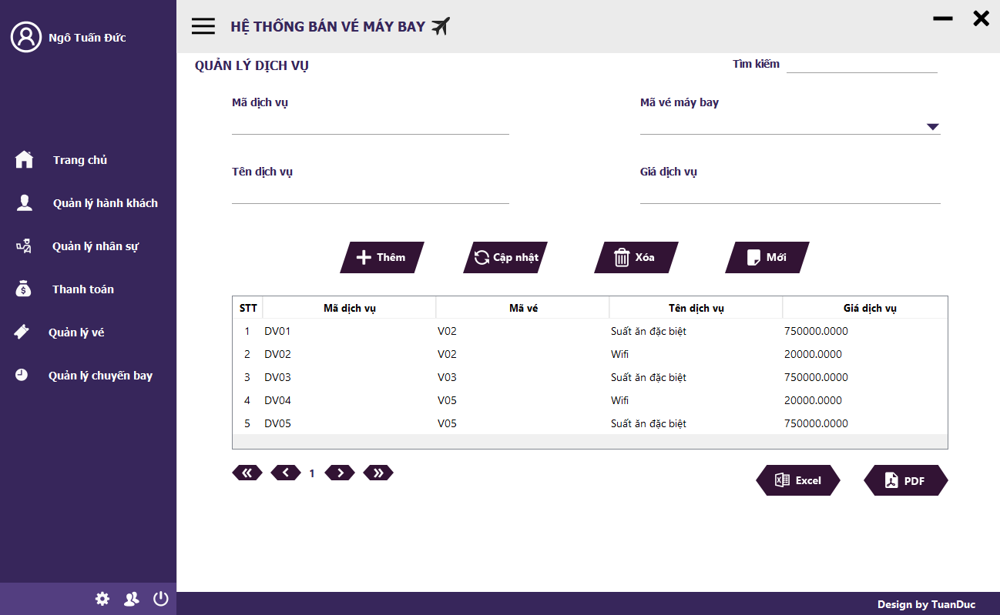 Ngô Tuấn Đức
HỆ THỐNG BÁN VÉ MÁY BAY
QUẢN LÝ DỊCH VỤ
Tìm kiếm
Mã dịch vụ
Mã vé máy bay
Tên dịch vụ
Giá dịch vụ
Trang chủ
Quản lý hành khách
Quản lý nhân sự
Thanh toán
Quản lý vé
Quản lý chuyến bay
Thêm
Cập nhật
Xóa
Mới
STT Mã dịch vụ Mã vé Tên dịch vụ Giá dịch vụ
1 DV01 V02 Suất ăn đặc biệt 750000.0000
2 DV02 V02 Wifi 20000.0000
3 DV03 V03 Suất ăn đặc biệt 750000.0000
4 DV04 V05 Wifi 20000.0000
5 DV05 V05 Suất ăn đặc biệt 750000.0000
1
Excel
PDF
Design by TuanDuc